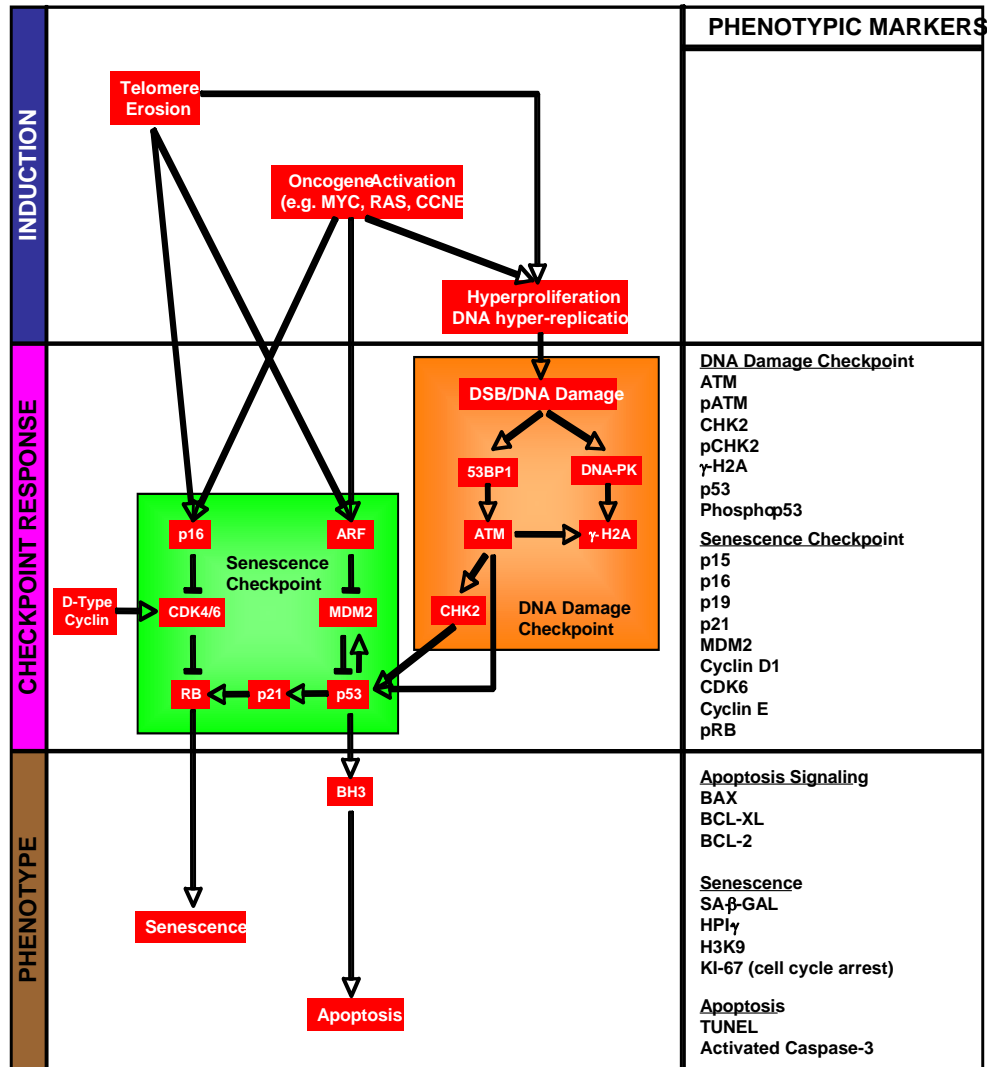 PHENOTYPIC MARKERS
INDUCTION
Telomere
Erosion
Oncogene Activation
(e.g. MYC, RAS, CCNE
Hyperproliferation
DNA hyper-replicatio
CHECKPOINT RESPONSE
DSB/DNA Damage
53BP1
DNA-PK
ATM
γ-H2A
CHK2
DNA Damage
Checkpoint
p16
ARF
Senescence
Checkpoint
D-Type
Cyclin
CDK4/6
MDM2
RB
p21
p53
DNA Damage Checkpoint
ATM
pATM
CHK2
pCHK2
γ-H2A
p53
Phosphop53
Senescence Checkpoint
p15
p16
p19
p21
MDM2
Cyclin D1
CDK6
Cyclin E
pRB
PHENOTYPE
BH3
Senescence
Apoptosis
Apoptosis Signaling
BAX
BCL-XL
BCL-2
Senescence
SA-β-GAL
HPIγ
H3K9
KI-67 (cell cycle arrest)
Apoptosis
TUNEL
Activated Caspase-3